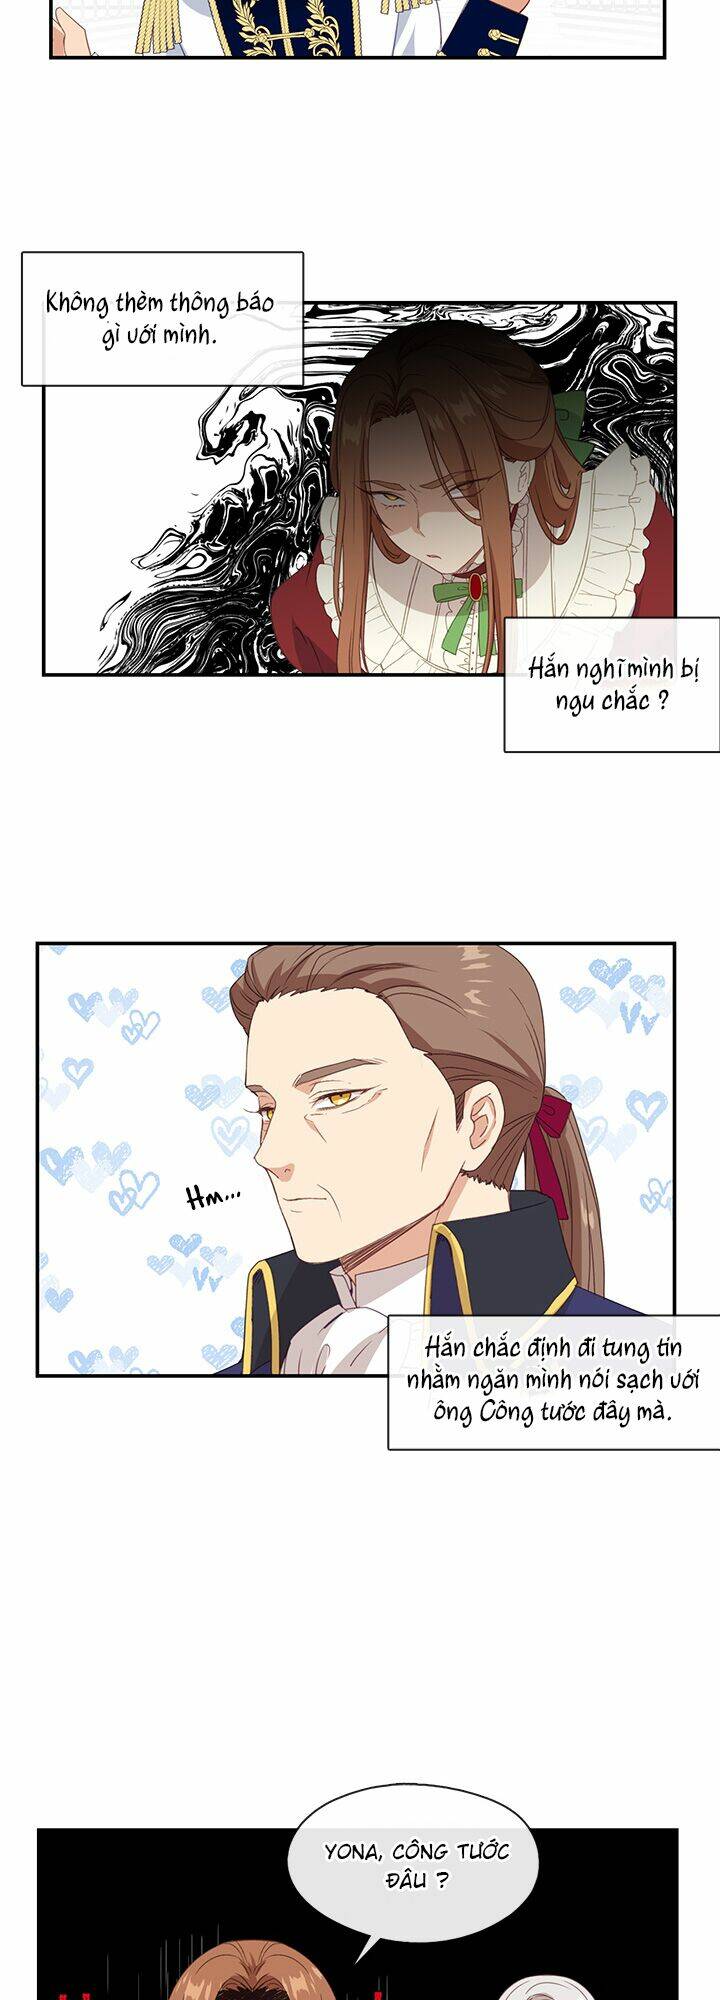 Không thèm thông báo
gì với mình.
Hắn nghĩ mình bị
ngu chắc ?
Hm...
Hắn chắc định đi tung tin
nhằm ngăn mình nói sạch với
ông Công tước đây mà.
YONA, CÔNG TƯỚC
ĐÂU ?